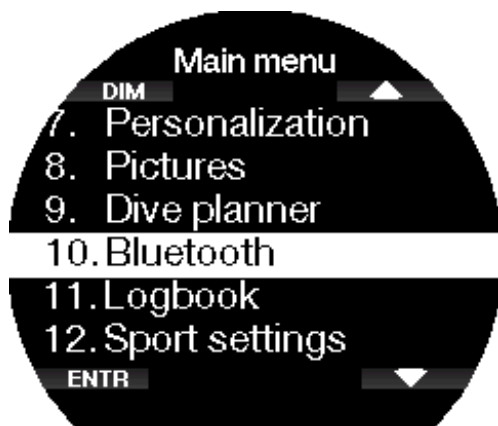 Main menu
DIM
7. Personalization
8. Pictures
9. Dive planner
10. Bluetooth
11. Logbook
12. Sport settings
ENTR